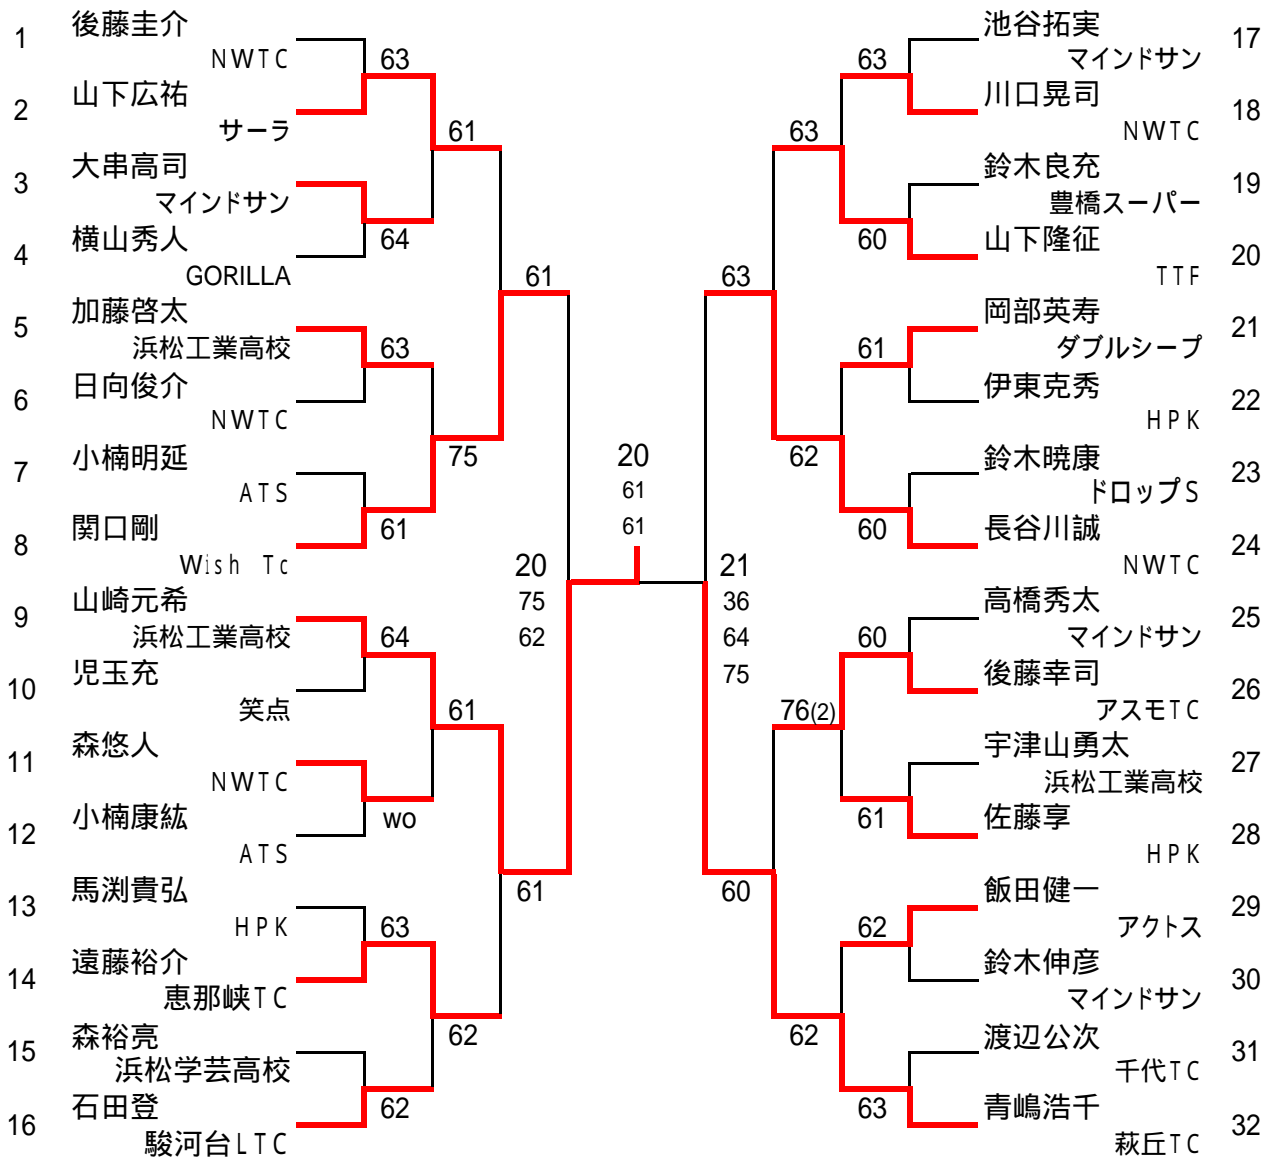 1 後藤圭介
NWTC
63
2 山下広祐
サーラ
61
3 大串高司
マインドサン
64
4 横山秀人
GORILLA
61
5 加藤啓太
浜松工業高校
63
6 日向俊介
NWTC
75
7 小楠明延
ATS
61
8 関口剛
Wish Tc
20
75
62
9 山崎元希
浜松工業高校
64
10 児玉充
笑点
61
11 森悠人
NWTC
wo
12 小楠康紘
ATS
61
13 馬渕貴弘
HPK
63
14 遠藤裕介
恵那峡TC
62
15 森裕亮
浜松学芸高校
62
16 石田登
駿河台LTC
20
61
61
池谷拓実 17
マインドサン
63
川口晃司 18
NWTC
63
鈴木良充 19
豊橋スーパー
60
山下隆征 20
TTF
63
岡部英寿 21
ダブルシープ
61
伊東克秀 22
HPK
62
鈴木暁康 23
ドロップS
60
長谷川誠 24
NWTC
21
36
64
75
高橋秀太 25
マインドサン
60
後藤幸司 26
アスモTC
76(2)
宇津山勇太 27
浜松工業高校
61
佐藤享 28
HPK
60
飯田健一 29
アクトス
62
鈴木伸彦 30
マインドサン
62
渡辺公次 31
千代TC
63
青嶋浩千 32
萩丘TC